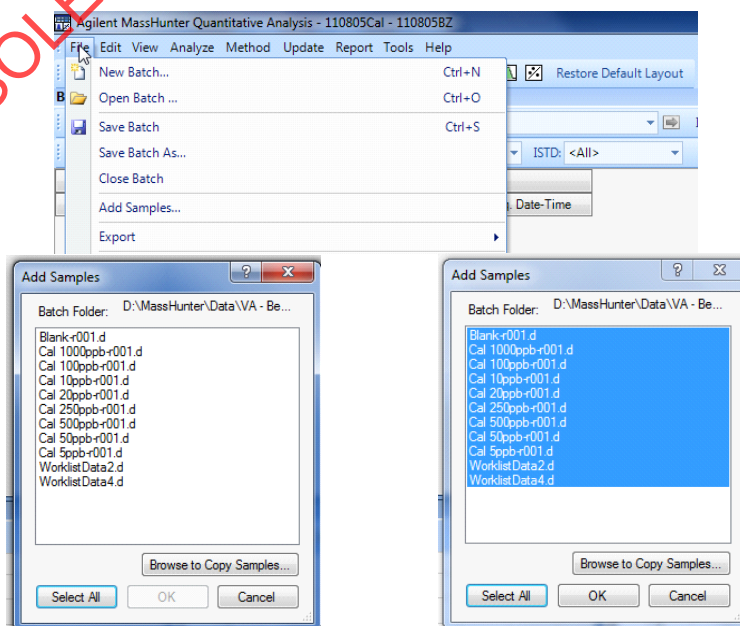 Agilent MassHunter Quantitative Analysis - 110805Cal - 110805BZ
File Edit View Analyze Method Update Report Tools Help
New Batch... Ctrl+N
Restore Default Layout
B
Open Batch ... Ctrl+O
Save Batch Ctrl+S
Save Batch As...
ISTD: <All>
Close Batch
Add Samples...
. Date-Time
Export
Add Samples
Batch Folder: D:\MassHunter\Data\VA - Be...
Blank-r001.d
Cal 1000ppb-r001.d
Cal 100ppb-r001.d
Cal 10ppb-r001.d
Cal 20ppb-r001.d
Cal 250ppb-r001.d
Cal 500ppb-r001.d
Cal 50ppb-r001.d
Cal 5ppb-r001.d
WorklistData2.d
WorklistData4.d
Browse to Copy Samples...
Select All OK Cancel
Add Samples
Batch Folder: D:\MassHunter\Data\VA - Be...
Blank-r001.d
Cal 1000ppb-r001.d
Cal 100ppb-r001.d
Cal 10ppb-r001.d
Cal 20ppb-r001.d
Cal 250ppb-r001.d
Cal 500ppb-r001.d
Cal 50ppb-r001.d
Cal 5ppb-r001.d
WorklistData2.d
WorklistData4.d
Browse to Copy Samples...
Select All OK Cancel